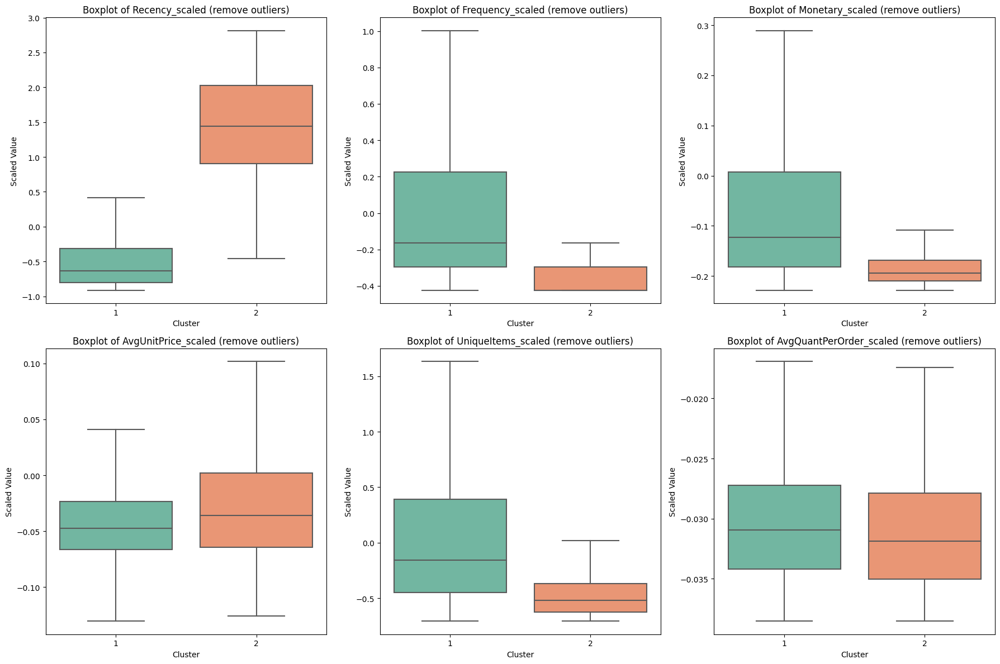 Boxplot of Recency_scaled (remove outliers)
Scaled Value
3.0
2.5
2.0
1.5
1.0
0.5
0.0
−0.5
−1.0
1 2
Cluster
Boxplot of Frequency_scaled (remove outliers)
Scaled Value
1.0
0.8
0.6
0.4
0.2
0.0
−0.2
−0.4
1 2
Cluster
Boxplot of Monetary_scaled (remove outliers)
Scaled Value
0.3
0.2
0.1
0.0
−0.1
−0.2
1 2
Cluster
Boxplot of AvgUnitPrice_scaled (remove outliers)
Scaled Value
0.10
0.05
0.00
−0.05
−0.10
1 2
Cluster
Boxplot of UniqueItems_scaled (remove outliers)
Scaled Value
1.5
1.0
0.5
0.0
−0.5
1 2
Cluster
Boxplot of AvgQuantPerOrder_scaled (remove outliers)
Scaled Value
−0.020
−0.025
−0.030
−0.035
1 2
Cluster